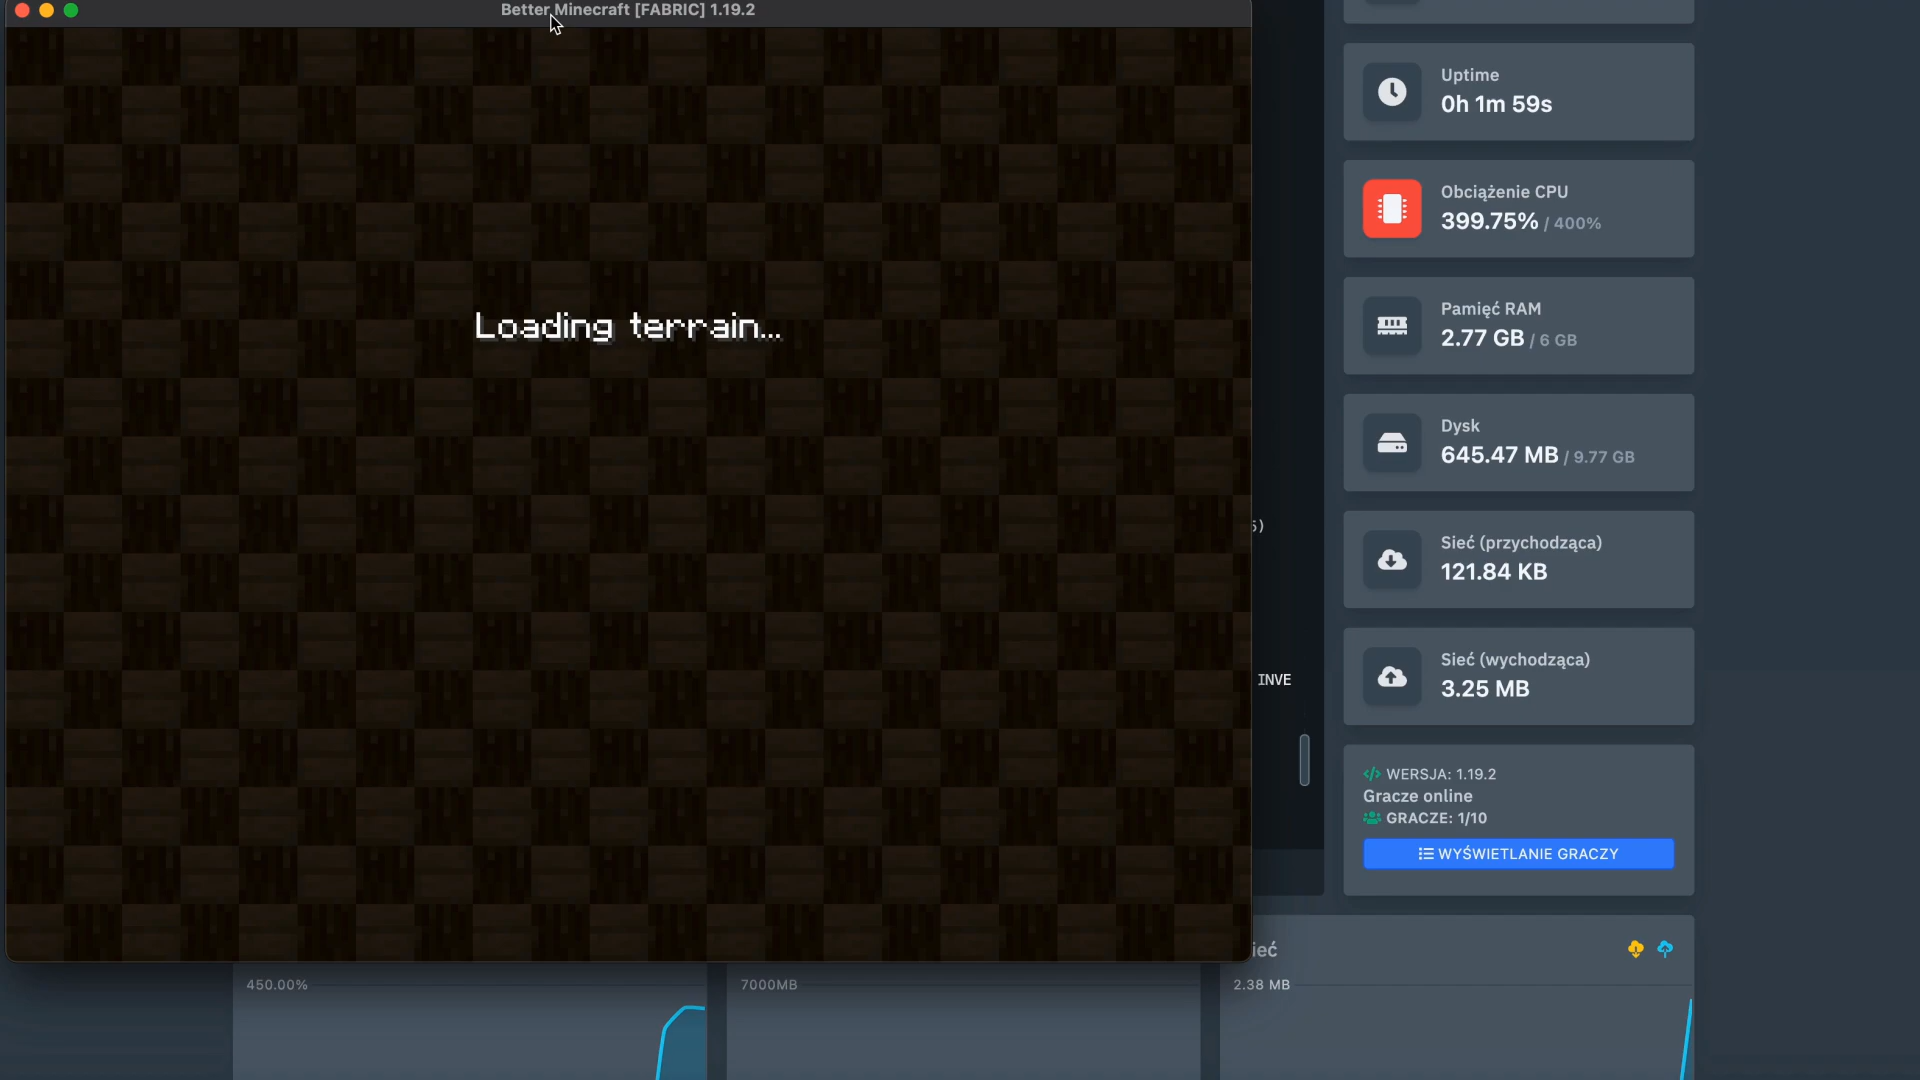 Better Minecraft [FABRIC] 1.19.2
Loading terrain...
5)
INVE
Uptime
0h 1m 59s
Obciążenie CPU
399.75% / 400%
Pamięć RAM
2.77 GB / 6 GB
Dysk
645.47 MB / 9.77 GB
Sieć (przychodząca)
121.84 KB
Sieć (wychodząca)
3.25 MB
WERSJA: 1.19.2
Gracze online
GRACZE: 1/10
WYŚWIETLANIE GRACZY
ieć
450.00%
7000MB
2.38 MB